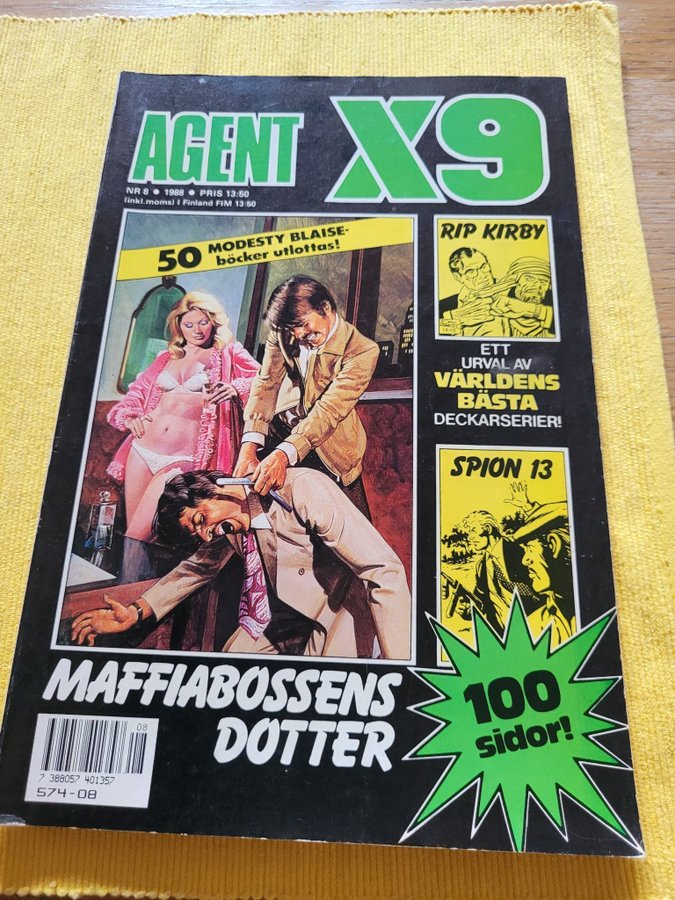 AGENT X9
NR 8 • 1988 • PRIS 13:50
(inkl.moms) I Finland FIM 13:50
50 MODESTY BLAISE-
böcker utlottas!
RIP KIRBY
ETT
URVAL AV
VÄRLDENS
BÄSTA
DECKARSERIER!
SPION 13
MAFFIABOSSENS
DOTTER
100
sidor!
08
7 388057 401357
574-08